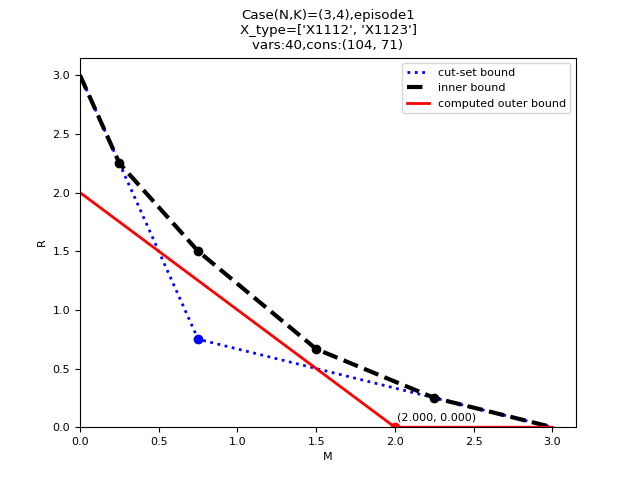 Case(N,K)=(3,4),episode1
X_type=['X1112', 'X1123']
vars:40,cons:(104, 71)
cut-set bound
inner bound
computed outer bound
3.0
2.5
2.0
1.5
1.0
0.5
0.0
R
(2.000, 0.000)
0.0 0.5 1.0 1.5 2.0 2.5 3.0
M